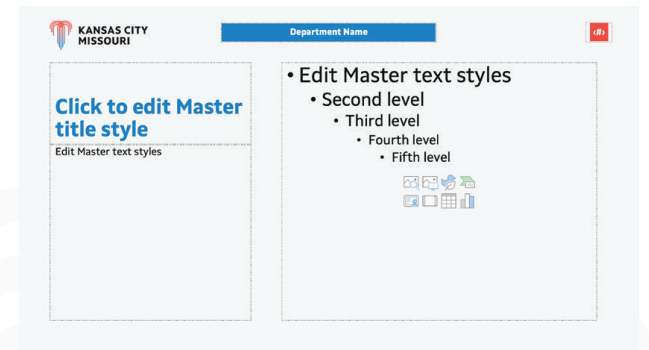 KANSAS CITY
MISSOURI
Department Name
‹#›
Click to edit Master
title style
Edit Master text styles
• Edit Master text styles
• Second level
• Third level
• Fourth level
• Fifth level